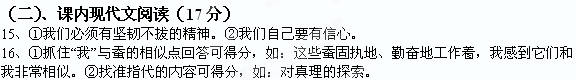 （二）、课内现代文阅读（17分）
15、①我们必须有坚韧不拔的精神。②我们自己要有信心。
16、①抓住“我”与蚕的相似点回答可得分，如：这些蚕固执地、勤奋地工作着，我感到它们和
我非常相似。②找准指代的内容可得分，如：对真理的探索。